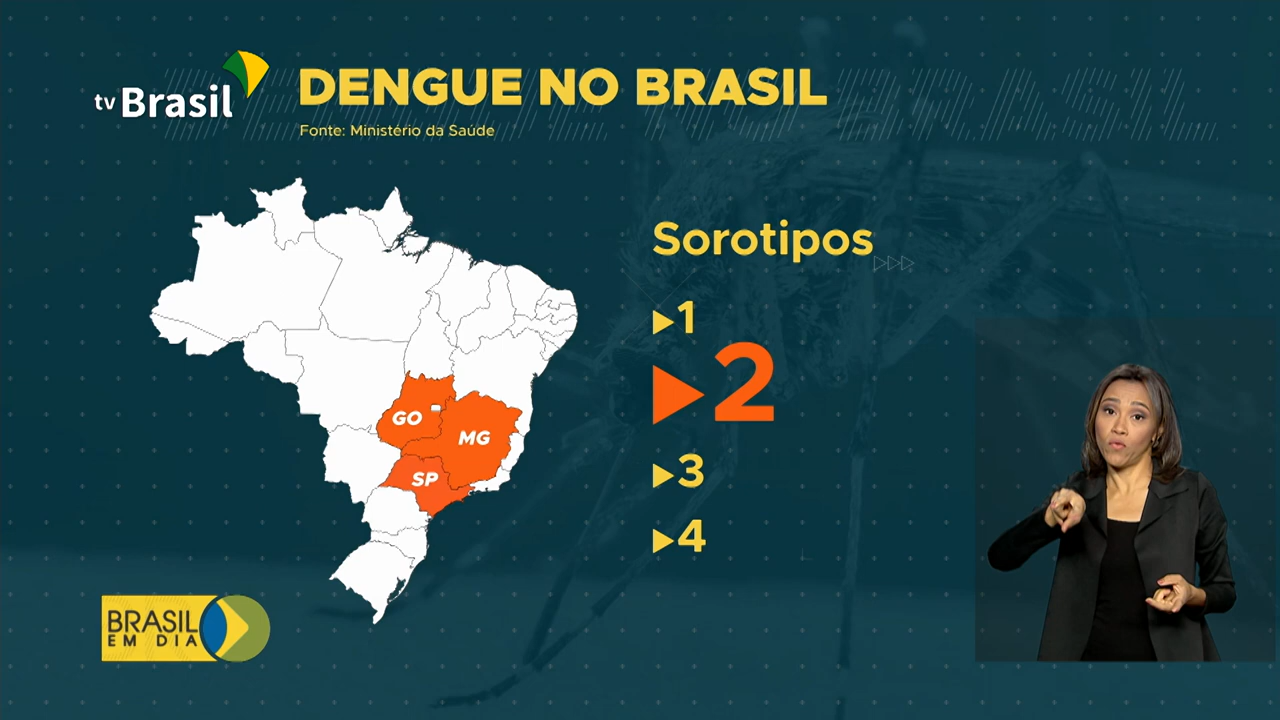 tv Brasil
DENGUE NO BRASIL
Fonte: Ministério da Saúde
Sorotipos
1
2
3
4
GO
MG
SP
BRASIL
EM DIA